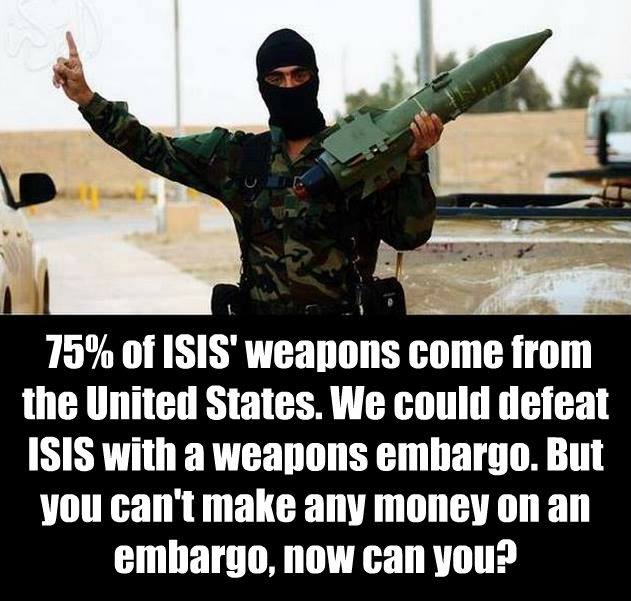 75% of ISIS' weapons come from
the United States. We could defeat
ISIS with a weapons embargo. But
you can't make any money on an
embargo, now can you?